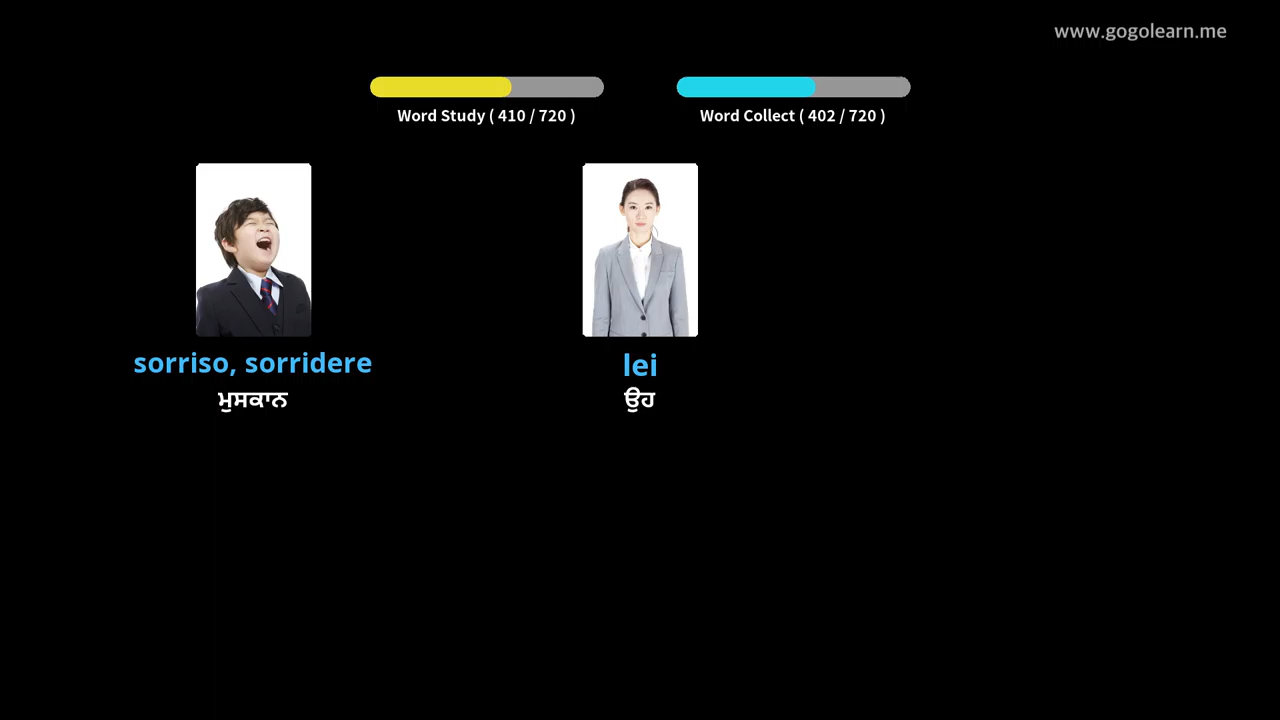 www.gogolearn.me
Word Study ( 410 / 720 )
Word Collect ( 402 / 720 )
sorriso, sorridere
ਮੁਸਕਾਨ
lei
ਉਹ